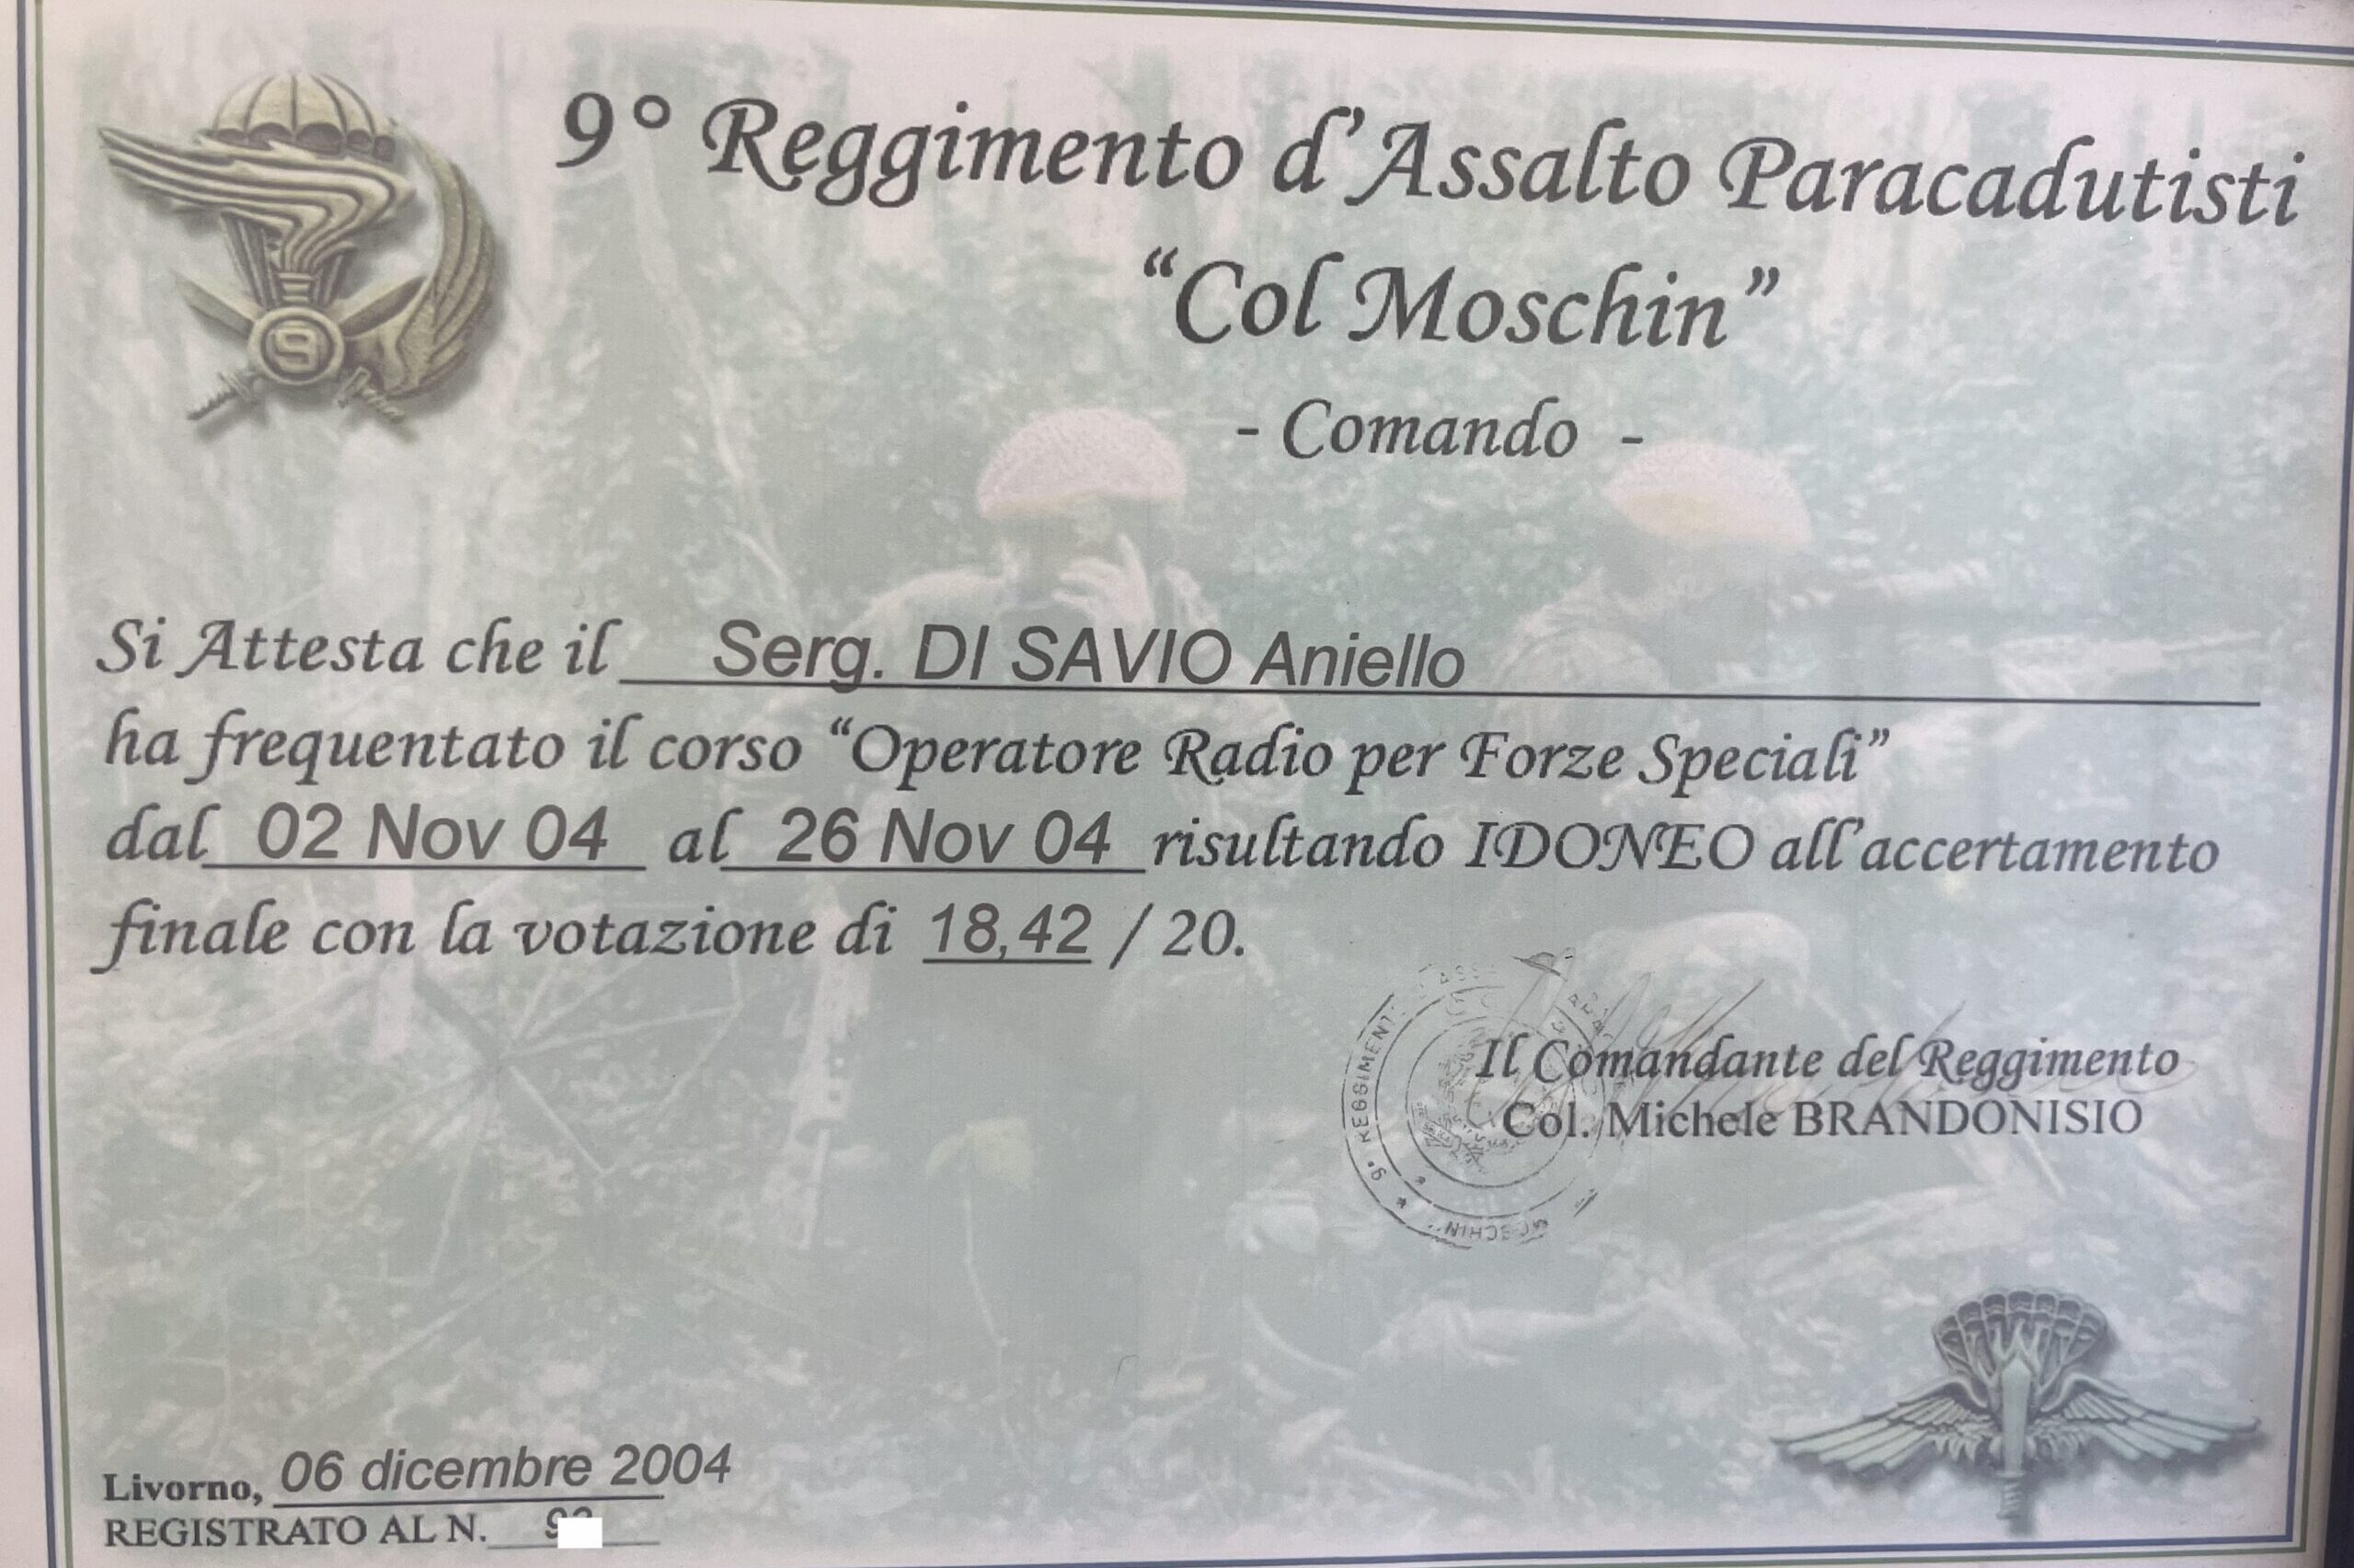 9° Reggimento d'Assalto Paracadutisti
"Col Moschin"
- Comando -
9
Si Attesta che il Serg. DI SAVIO Aniello
ha frequentato il corso "Operatore Radio per Forze Speciali"
dal 02 Nov 04 al 26 Nov 04 risultando IDONEO all'accertamento
finale con la votazione di 18,42 / 20.
Il Comandante del Reggimento
Col. Michele BRANDONISIO
9° REGGIMENT
Livorno, 06 dicembre 2004
REGISTRATO AL N.